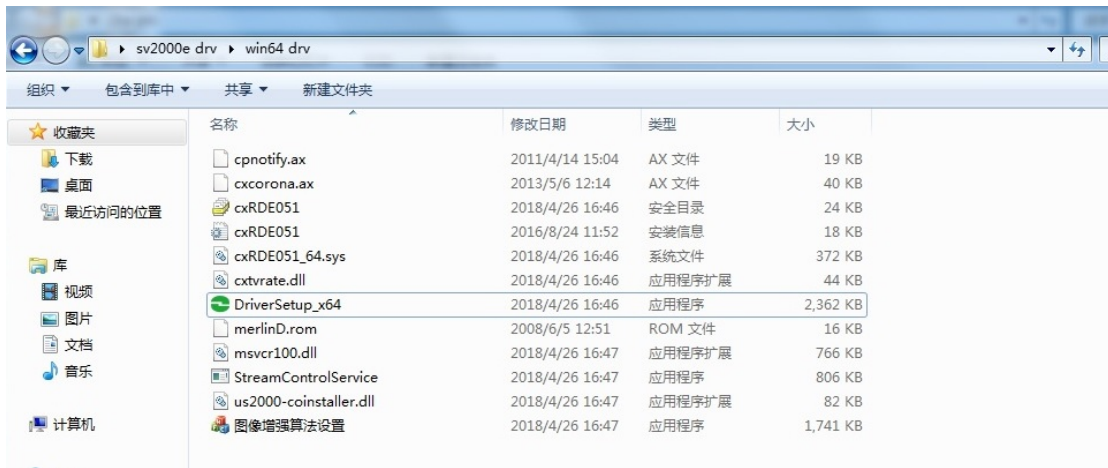 sv2000e drv win64 drv
组织 包含到库中 共享 新建文件夹
收藏夹
下载
桌面
最近访问的位置
库
视频
图片
文档
音乐
计算机
名称 修改日期 类型 大小
cpnotify.ax 2011/4/14 15:04 AX 文件 19 KB
cxcorona.ax 2013/5/6 12:14 AX 文件 40 KB
cxRDE051 2018/4/26 16:46 安全目录 24 KB
cxRDE051 2016/8/24 11:52 安装信息 18 KB
cxRDE051_64.sys 2018/4/26 16:46 系统文件 372 KB
cxtvrate.dll 2018/4/26 16:46 应用程序扩展 44 KB
DriverSetup_x64 2018/4/26 16:46 应用程序 2,362 KB
merlinD.rom 2008/6/5 12:51 ROM 文件 16 KB
msvcr100.dll 2018/4/26 16:47 应用程序扩展 766 KB
StreamControlService 2018/4/26 16:47 应用程序 806 KB
us2000-coinstaller.dll 2018/4/26 16:47 应用程序扩展 82 KB
图像增强算法设置 2018/4/26 16:47 应用程序 1,741 KB